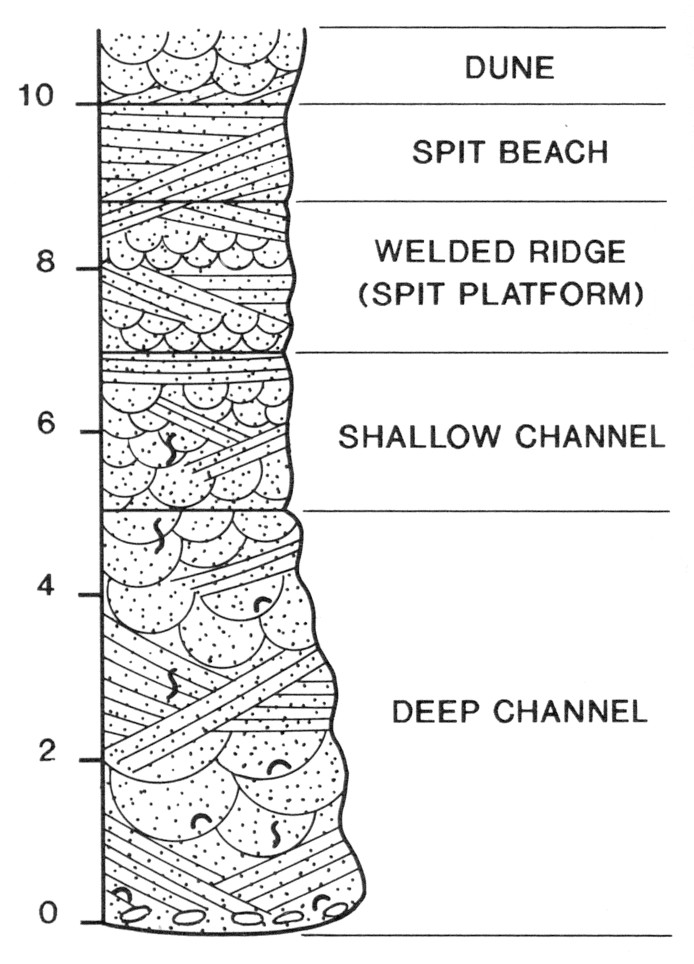 DUNE
10
SPIT BEACH
8
WELDED RIDGE
(SPIT PLATFORM)
6
SHALLOW CHANNEL
4
DEEP CHANNEL
2
0